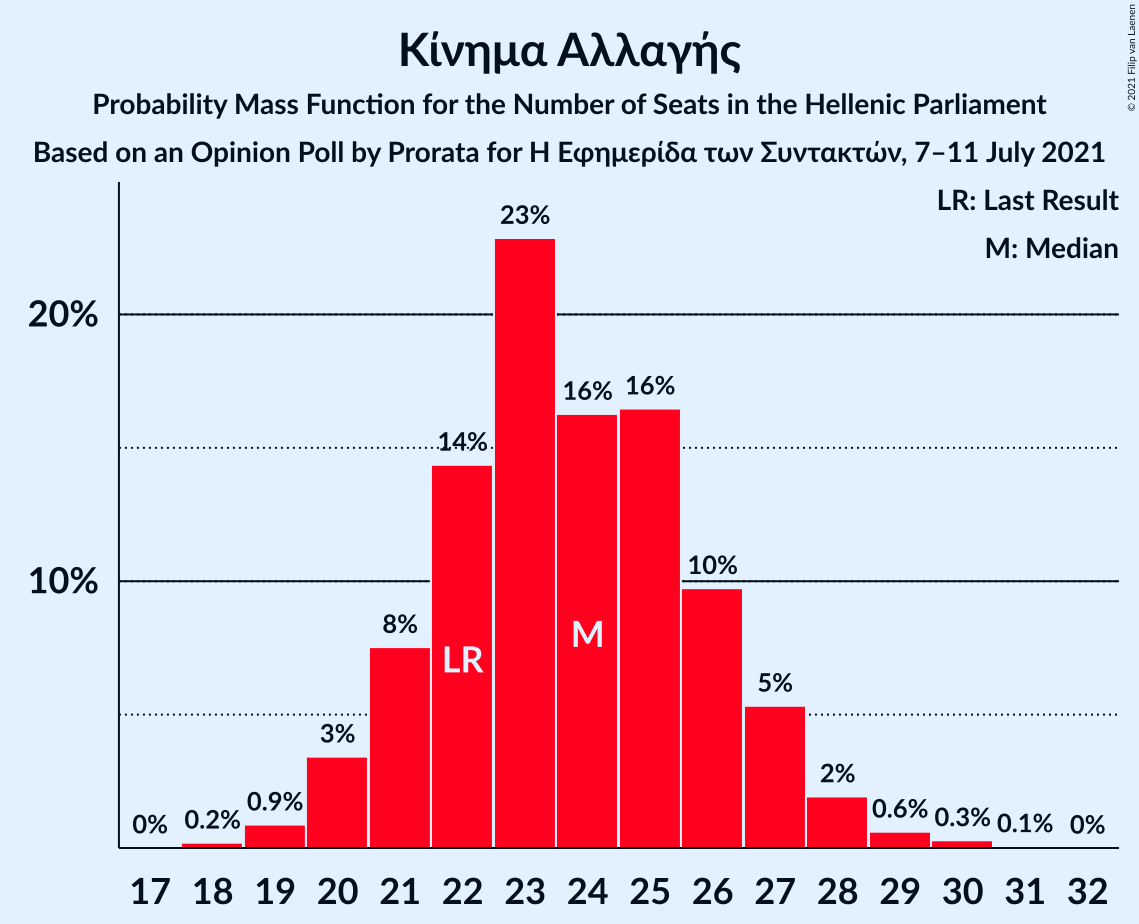 Κίνημα Αλλαγής
Probability Mass Function for the Number of Seats in the Hellenic Parliament
Based on an Opinion Poll by Prorata for Η Εφημερίδα των Συντακτών, 7–11 July 2021
© 2021 Filip van Laenen
LR: Last Result
M: Median
23%
20%
16% 16%
14%
10%
10%
8%
LR
M
5%
3%
2%
0% 0.2% 0.9% 0.6% 0.3% 0.1% 0%
17 18 19 20 21 22 23 24 25 26 27 28 29 30 31 32